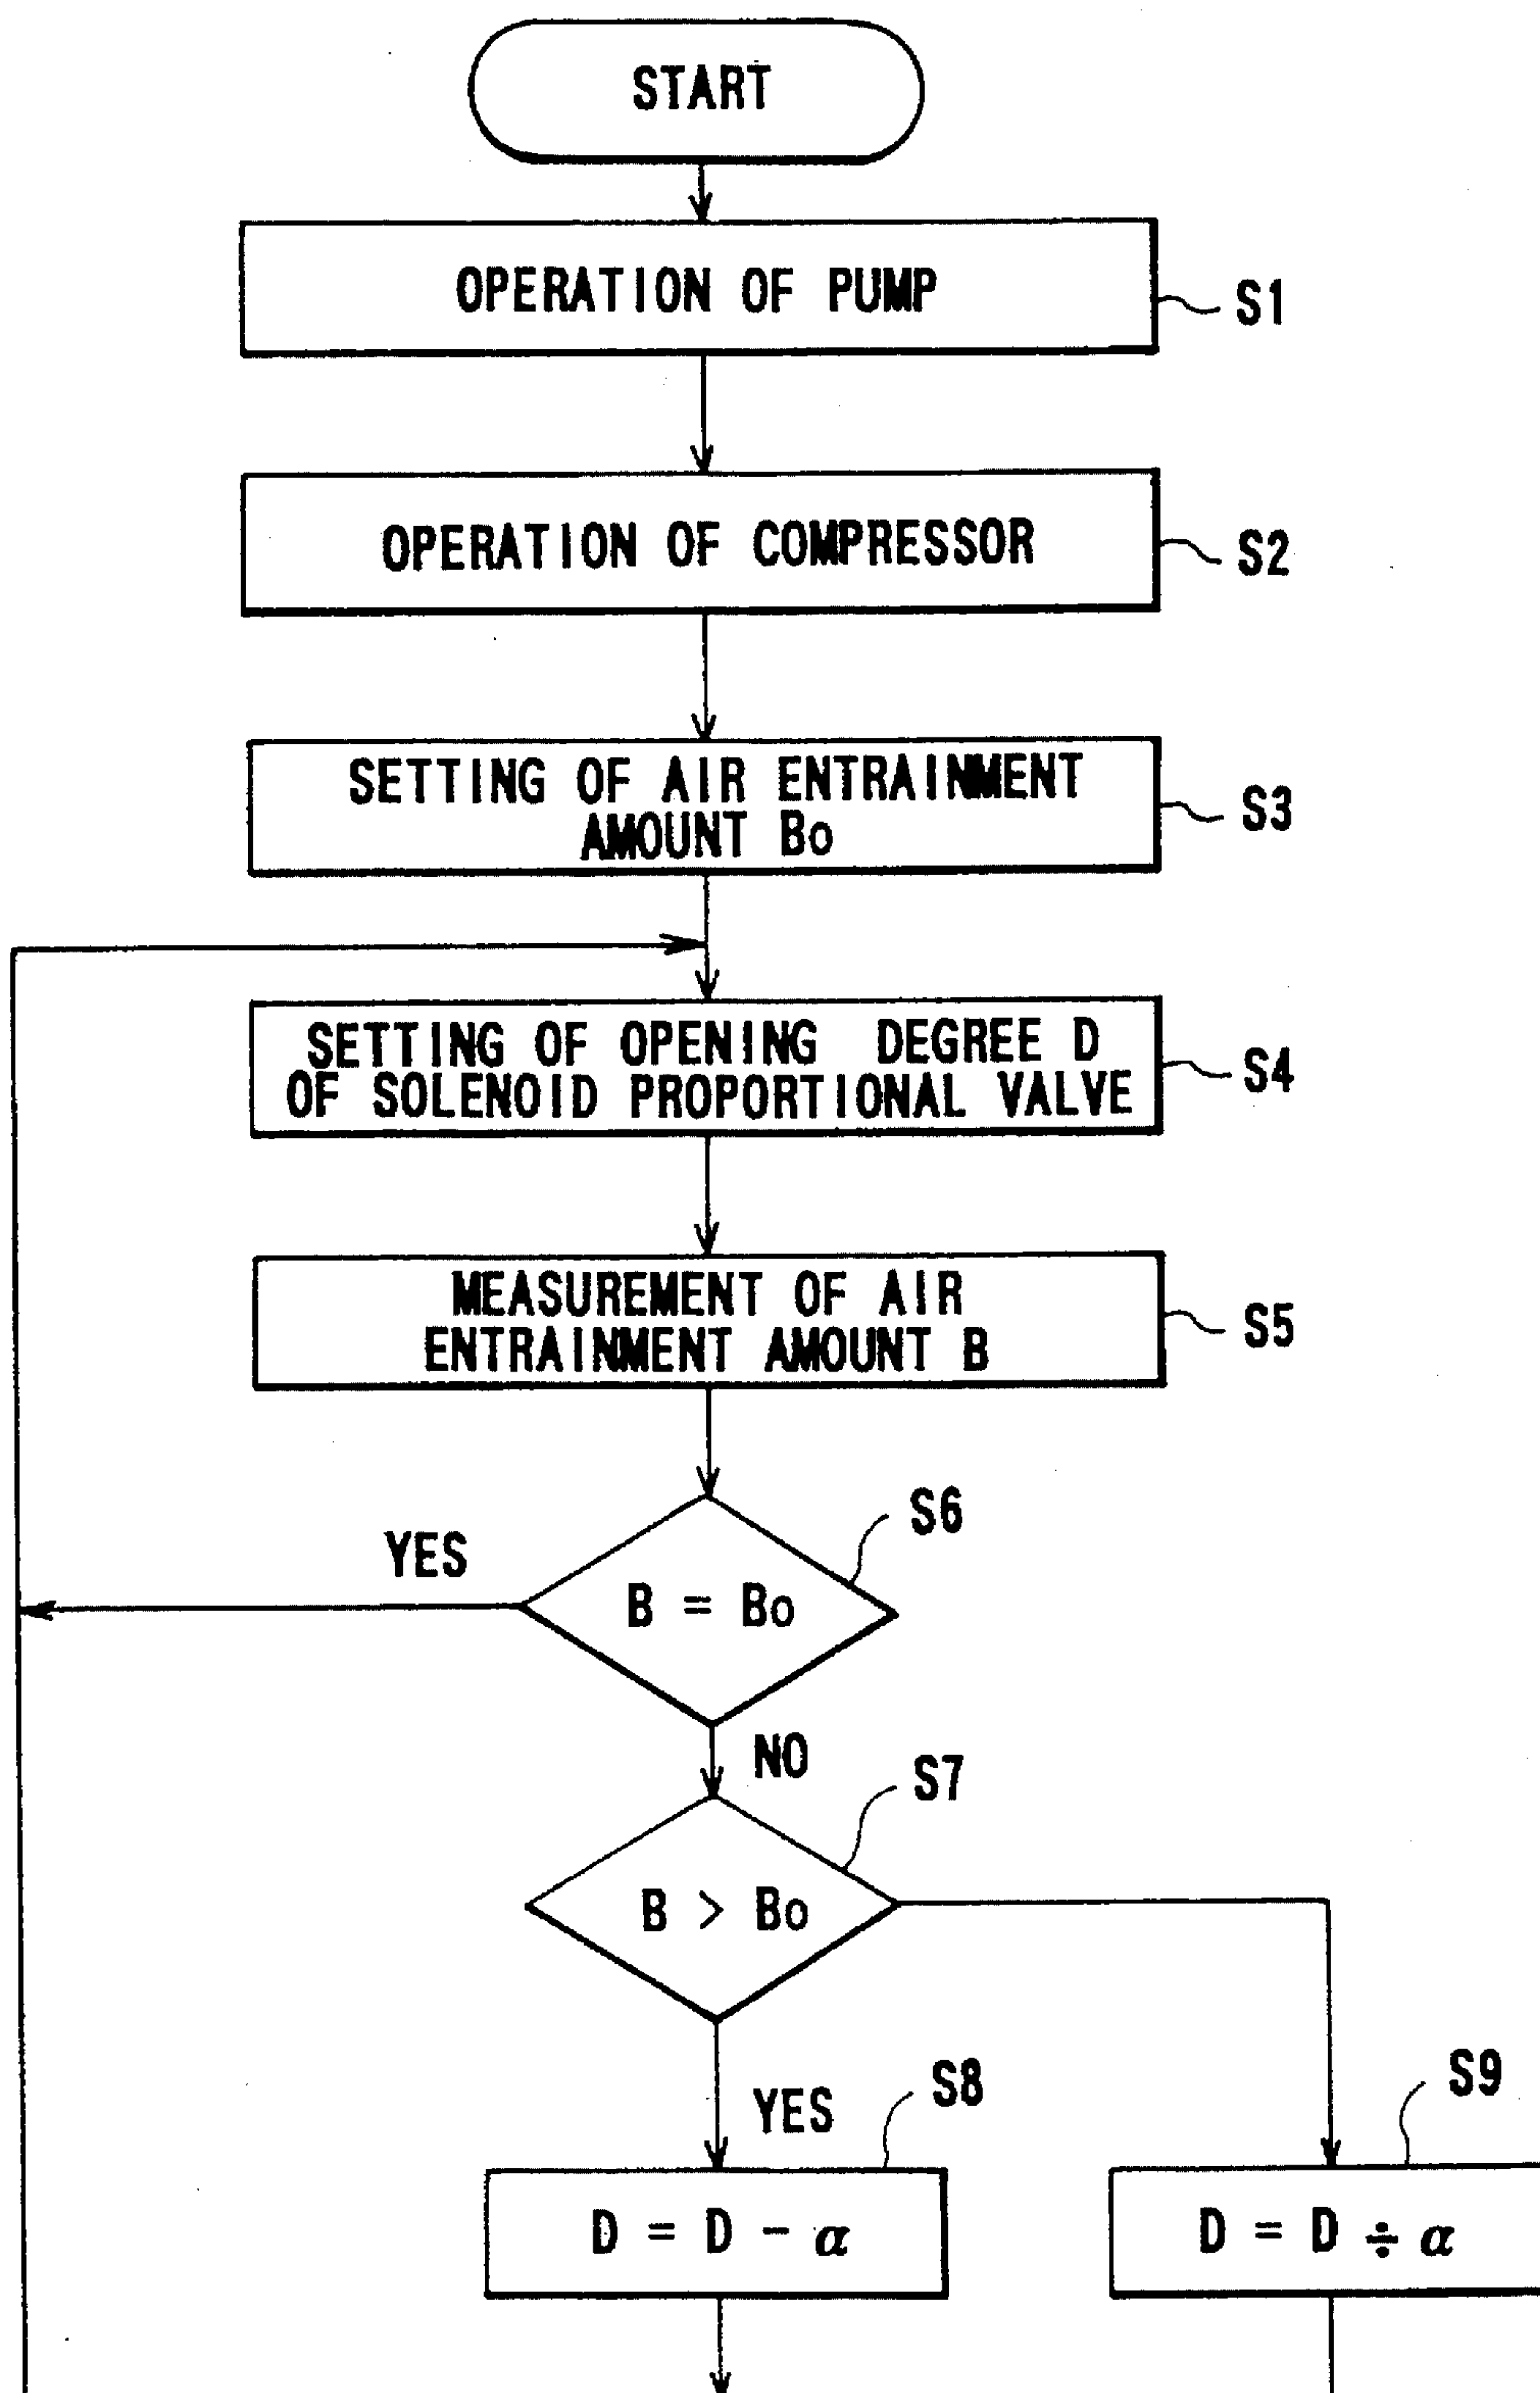 START
OPERATION OF PUMP
S1
OPERATION OF COMPRESSOR
S2
SETTING OF AIR ENTRAINMENT
AMOUNT Bo
S3
SETTING OF OPENING DEGREE D
OF SOLENOID PROPORTIONAL VALVE
S4
MEASUREMENT OF AIR
ENTRAINMENT AMOUNT B
S5
S6
YES
B = Bo
NO
S7
B > Bo
YES
S8
S9
D = D - α
D = D ÷ α